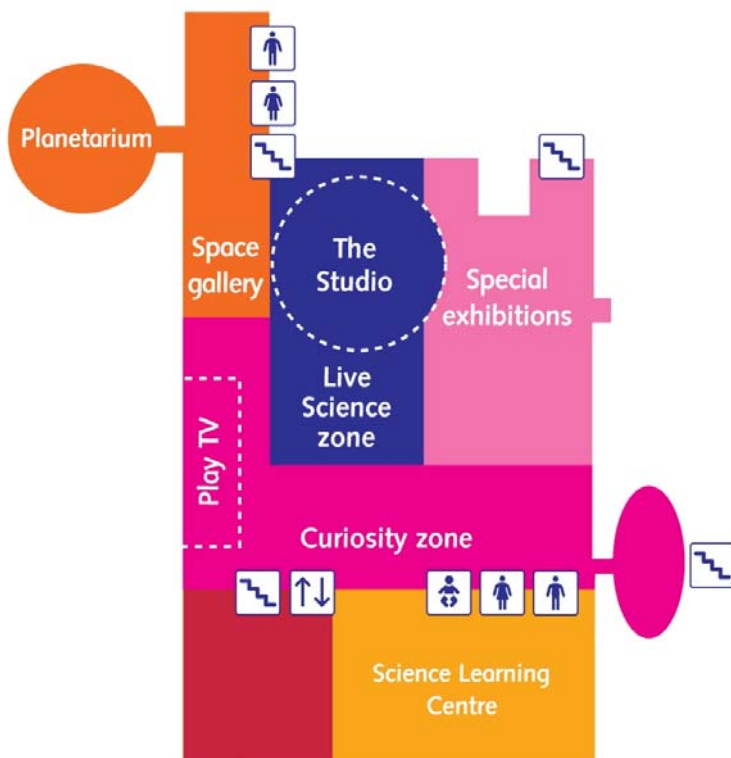 Planetarium
Space
gallery
The
Studio
Special
exhibitions
Live
Science
zone
Play TV
Curiosity zone
Science Learning
Centre